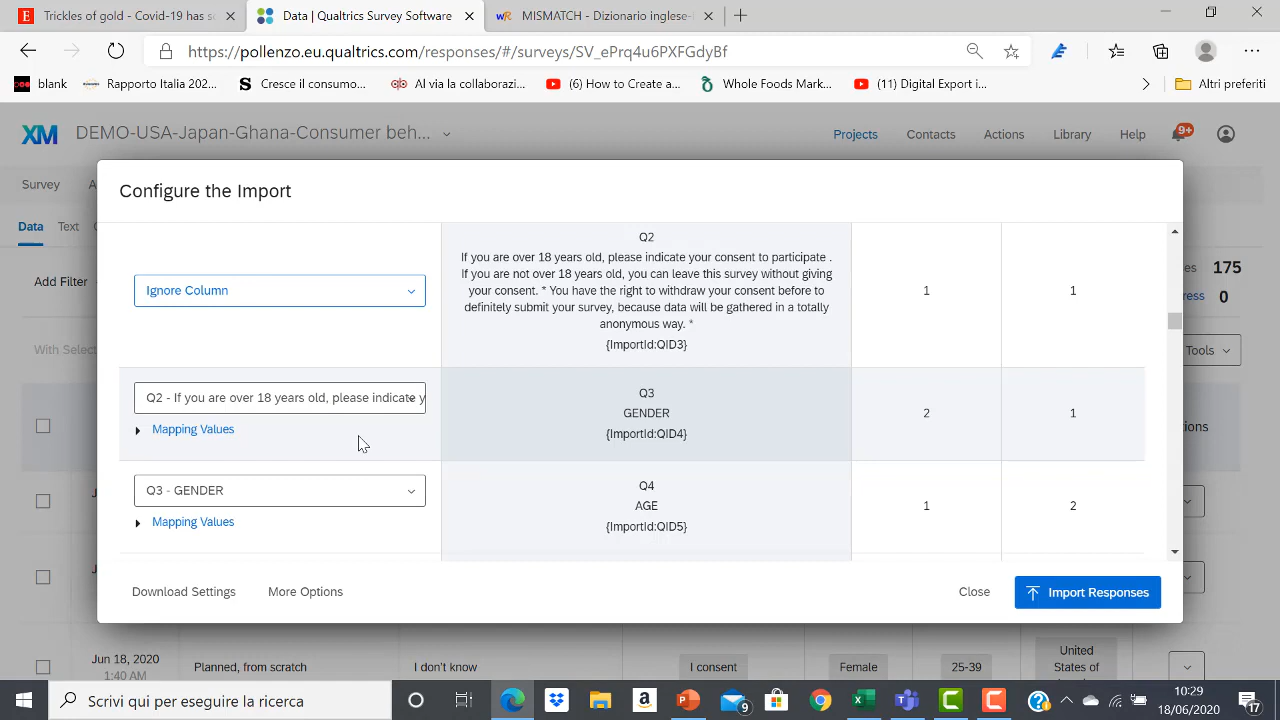 Trickles of gold - Covid-19 has s
Data | Qualtrics Survey Software
wR MISMATCH - Dizionario inglese-
https://pollenzo.eu.qualtrics.com/responses/#/surveys/SV_ePrq4u6PXFGdyBf
blank
Rapporto Italia 202...
Cresce il consumo...
Al via la collaborazi...
(6) How to Create a...
Whole Foods Mark...
(11) Digital Export i...
Altri preferiti
XM
DEMO-USA-Japan-Ghana-Consumer beh...
Projects
Contacts
Actions
Library
Help
9+
Survey
A
Data
Text
Configure the Import
Add Filter
175
0
Tools
Ignore Column
Q2
If you are over 18 years old, please indicate your consent to participate .
If you are not over 18 years old, you can leave this survey without giving
your consent. * You have the right to withdraw your consent before to
definitely submit your survey, because data will be gathered in a totally
anonymous way. *
{ImportId:QID3}
1
1
Q2 - If you are over 18 years old, please indicate y
Mapping Values
Q3
GENDER
{ImportId:QID4}
2
1
Q3 - GENDER
Mapping Values
Q4
AGE
{ImportId:QID5}
1
2
Download Settings
More Options
Close
Import Responses
Jun 18, 2020
1:40 AM
Planned, from scratch
I don't know
I consent
Female
25-39
United
States of
Scrivi qui per eseguire la ricerca
9
10:29
18/06/2020
17